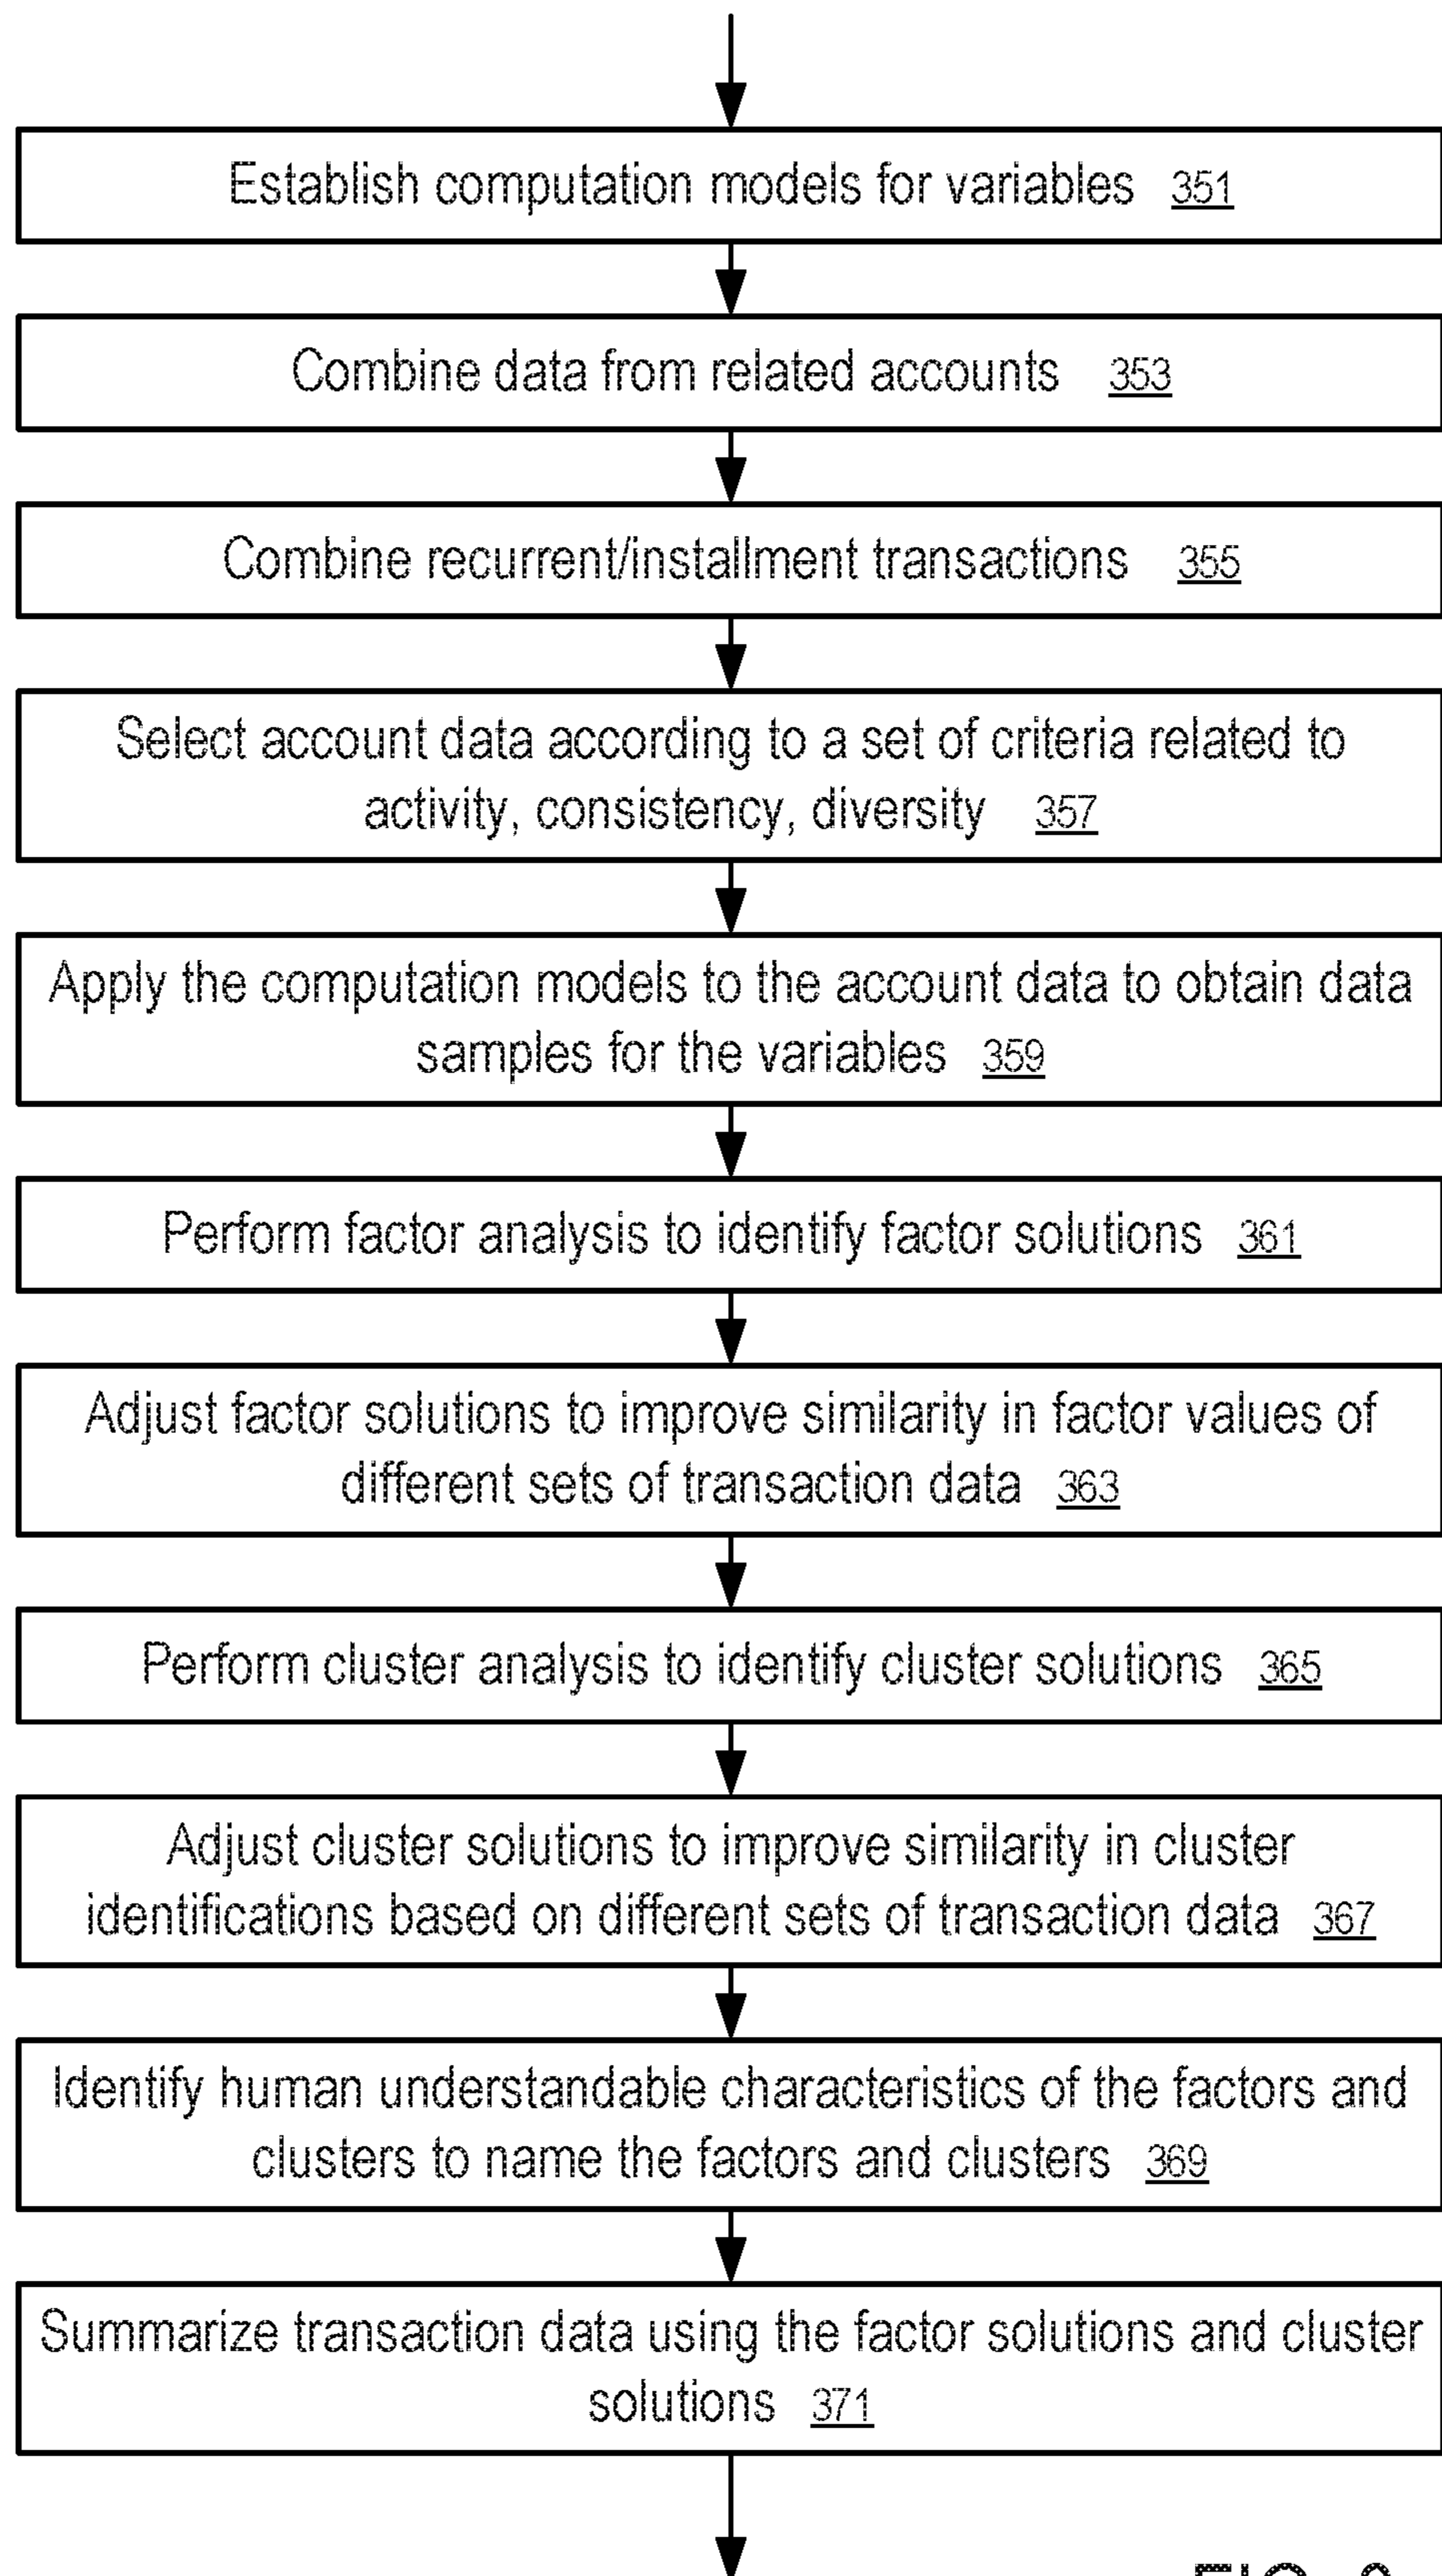 Establish computation models for variables 351
Combine data from related accounts 353
Combine recurrent/installment transactions 355
Select account data according to a set of criteria related to
activity, consistency, diversity 357
Apply the computation models to the account data to obtain data
samples for the variables 359
Perform factor analysis to identify factor solutions 361
Adjust factor solutions to improve similarity in factor values of
different sets of transaction data 363
Perform cluster analysis to identify cluster solutions 365
Adjust cluster solutions to improve similarity in cluster
identifications based on different sets of transaction data 367
Identify human understandable characteristics of the factors and
clusters to name the factors and clusters 369
Summarize transaction data using the factor solutions and cluster
solutions 371